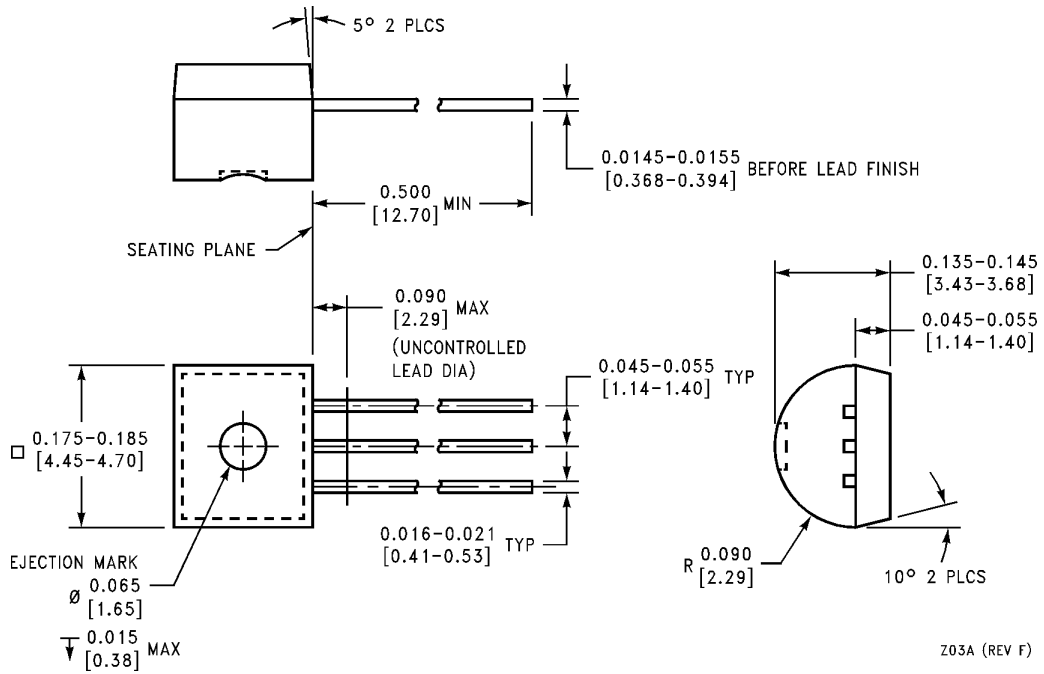 5° 2 PLCS
0.0145-0.0155
[0.368-0.394]
BEFORE LEAD FINISH
0.500
[12.70]
MIN
SEATING PLANE
0.090
[2.29]
MAX
(UNCONTROLLED
LEAD DIA)
0.135-0.145
[3.43-3.68]
0.045-0.055
[1.14-1.40]
0.045-0.055
[1.14-1.40]
TYP
0.175-0.185
[4.45-4.70]
0.016-0.021
[0.41-0.53]
TYP
R 0.090
[2.29]
10° 2 PLCS
EJECTION MARK
Ø 0.065
[1.65]
0.015
[0.38]
MAX
Z03A (REV F)